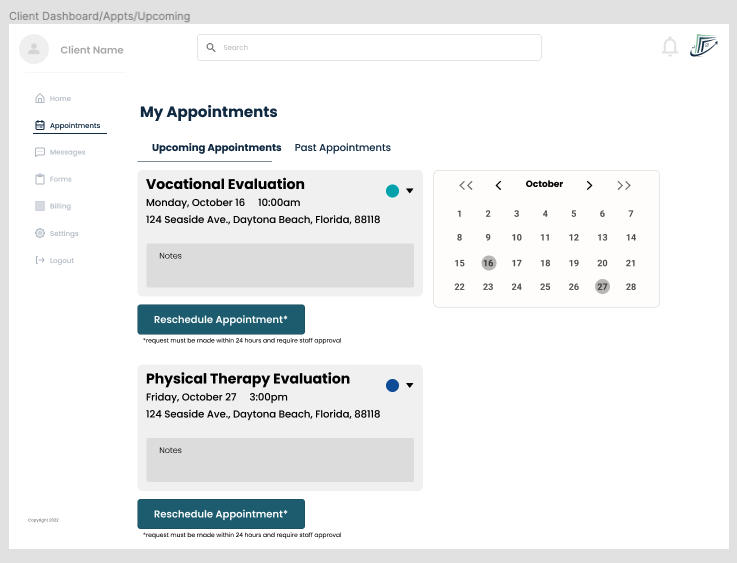 Client Dashboard/Appts/Upcoming
Client Name
Search
Home
Appointments
Messages
Forms
Billing
Settings
Logout
Copyright 2022
My Appointments
Upcoming Appointments Past Appointments
Vocational Evaluation
Monday, October 16 10:00am
124 Seaside Ave., Daytona Beach, Florida, 88118
Notes
Reschedule Appointment*
*request must be made within 24 hours and require staff approval
Physical Therapy Evaluation
Friday, October 27 3:00pm
124 Seaside Ave., Daytona Beach, Florida, 88118
Notes
Reschedule Appointment*
*request must be made within 24 hours and require staff approval
October
1 2 3 4 5 6 7
8 9 10 11 12 13 14
15 16 17 18 19 20 21
22 23 24 25 26 27 28